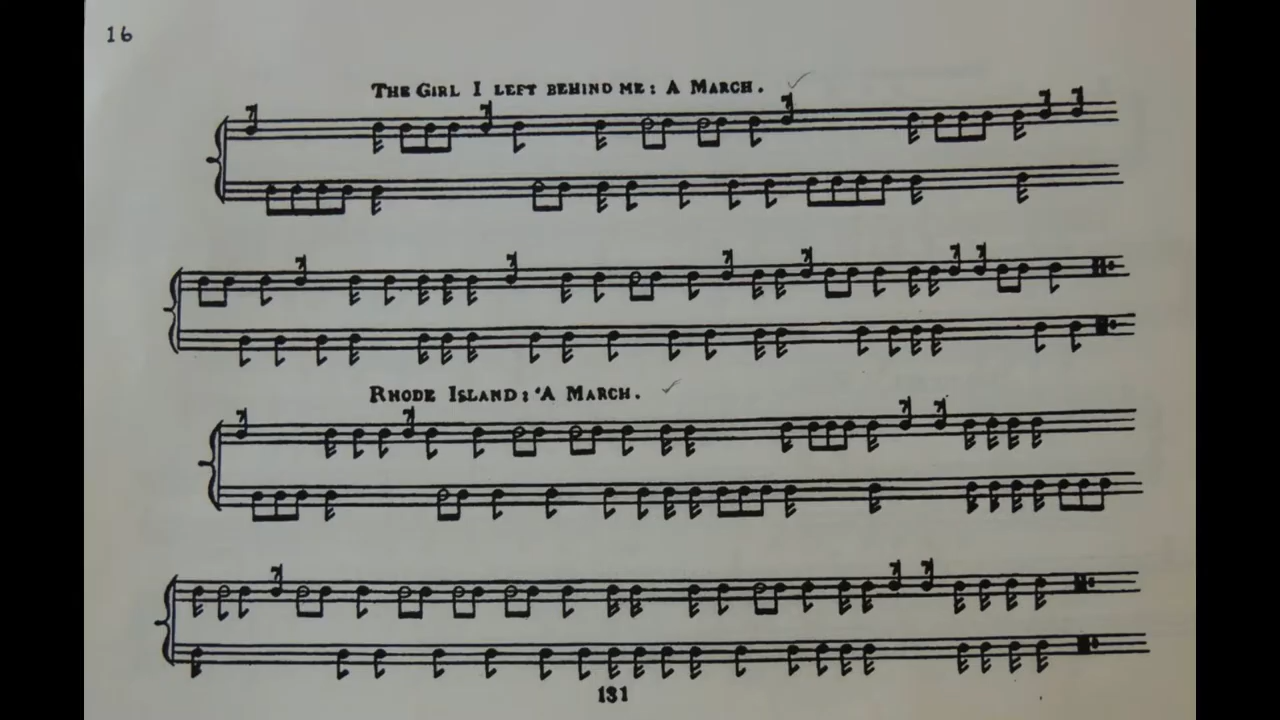 16
THE GIRL I LEFT BEHIND ME: A MARCH.
RHODE ISLAND: 'A MARCH.
131